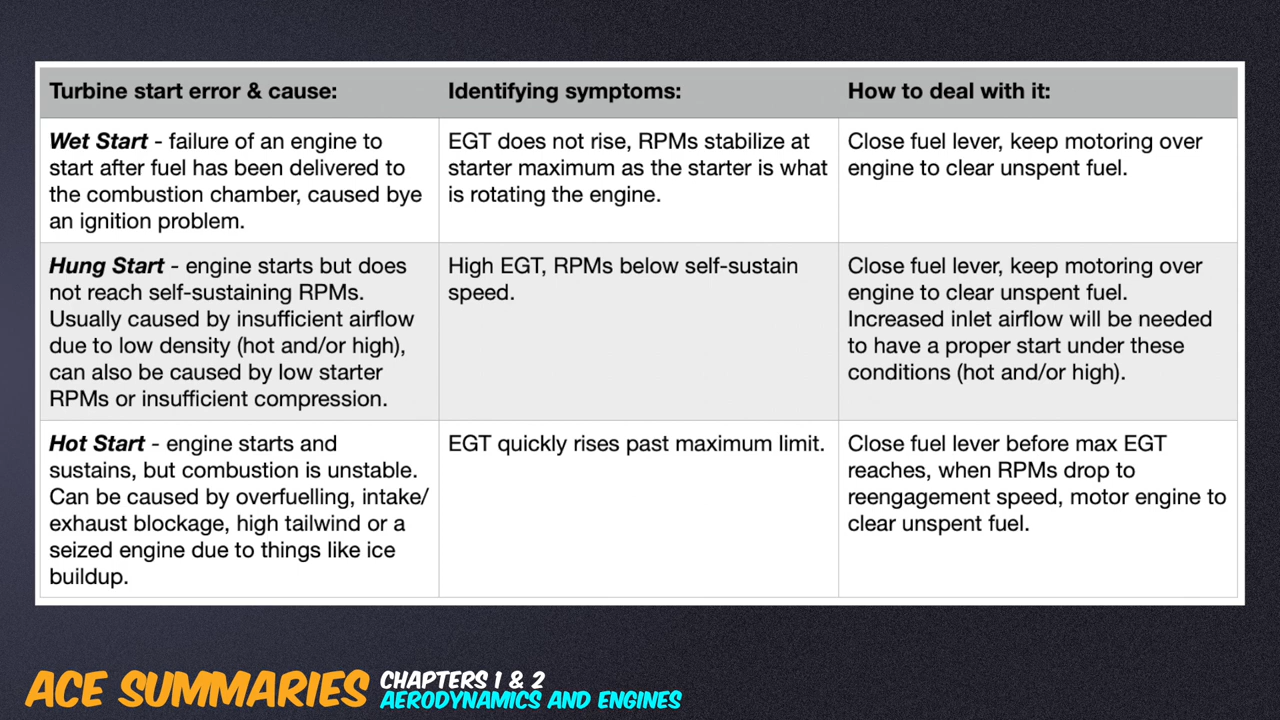 Turbine start error & cause:
Identifying symptoms:
How to deal with it:
Wet Start - failure of an engine to
start after fuel has been delivered to
the combustion chamber, caused bye
an ignition problem.
EGT does not rise, RPMs stabilize at
starter maximum as the starter is what
is rotating the engine.
Close fuel lever, keep motoring over
engine to clear unspent fuel.
Hung Start - engine starts but does
not reach self-sustaining RPMs.
Usually caused by insufficient airflow
due to low density (hot and/or high),
can also be caused by low starter
RPMs or insufficient compression.
High EGT, RPMs below self-sustain
speed.
Close fuel lever, keep motoring over
engine to clear unspent fuel.
Increased inlet airflow will be needed
to have a proper start under these
conditions (hot and/or high).
Hot Start - engine starts and
sustains, but combustion is unstable.
Can be caused by overfuelling, intake/
exhaust blockage, high tailwind or a
seized engine due to things like ice
buildup.
EGT quickly rises past maximum limit.
Close fuel lever before max EGT
reaches, when RPMs drop to
reengagement speed, motor engine to
clear unspent fuel.
ACE SUMMARIES
CHAPTERS 1 & 2
AERODYNAMICS AND ENGINES